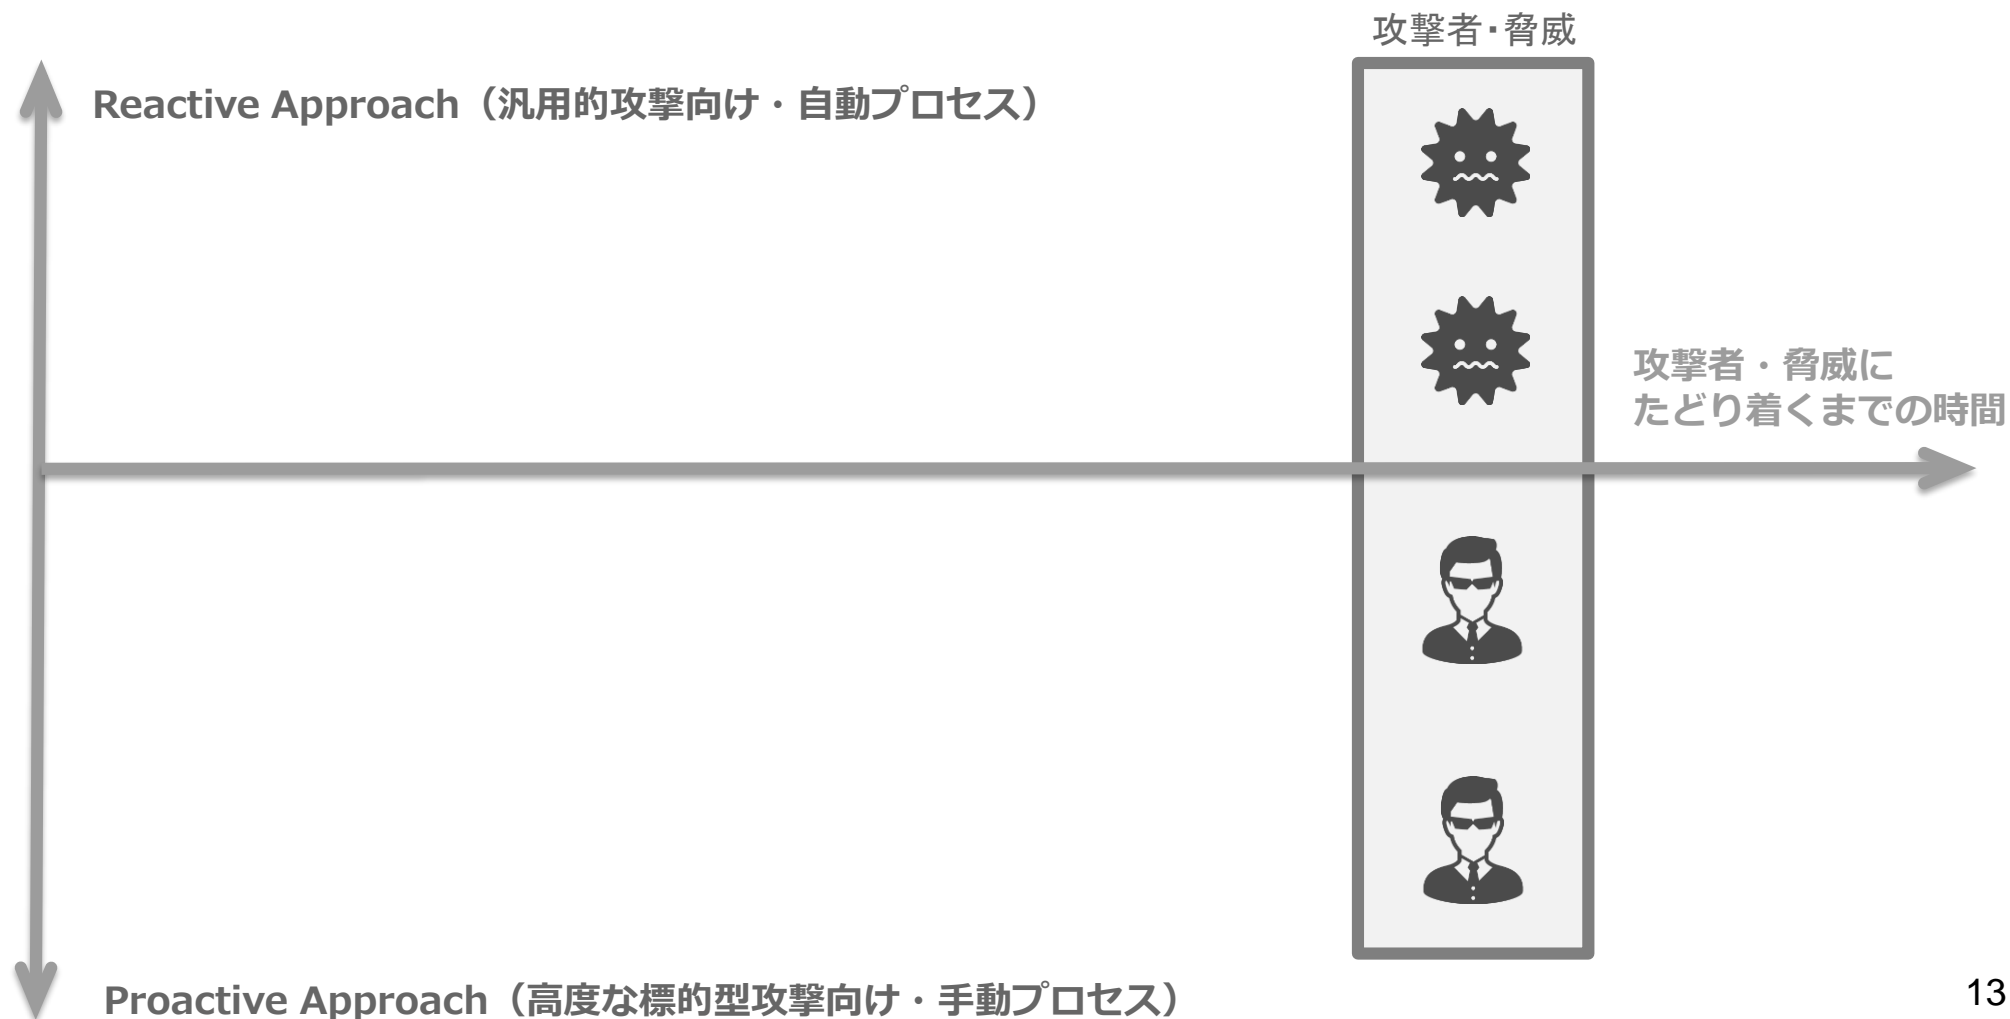 攻撃者・脅威
Reactive Approach（汎用的攻撃向け・自動プロセス）
攻撃者・脅威に
たどり着くまでの時間
Proactive Approach（高度な標的型攻撃向け・手動プロセス）
13